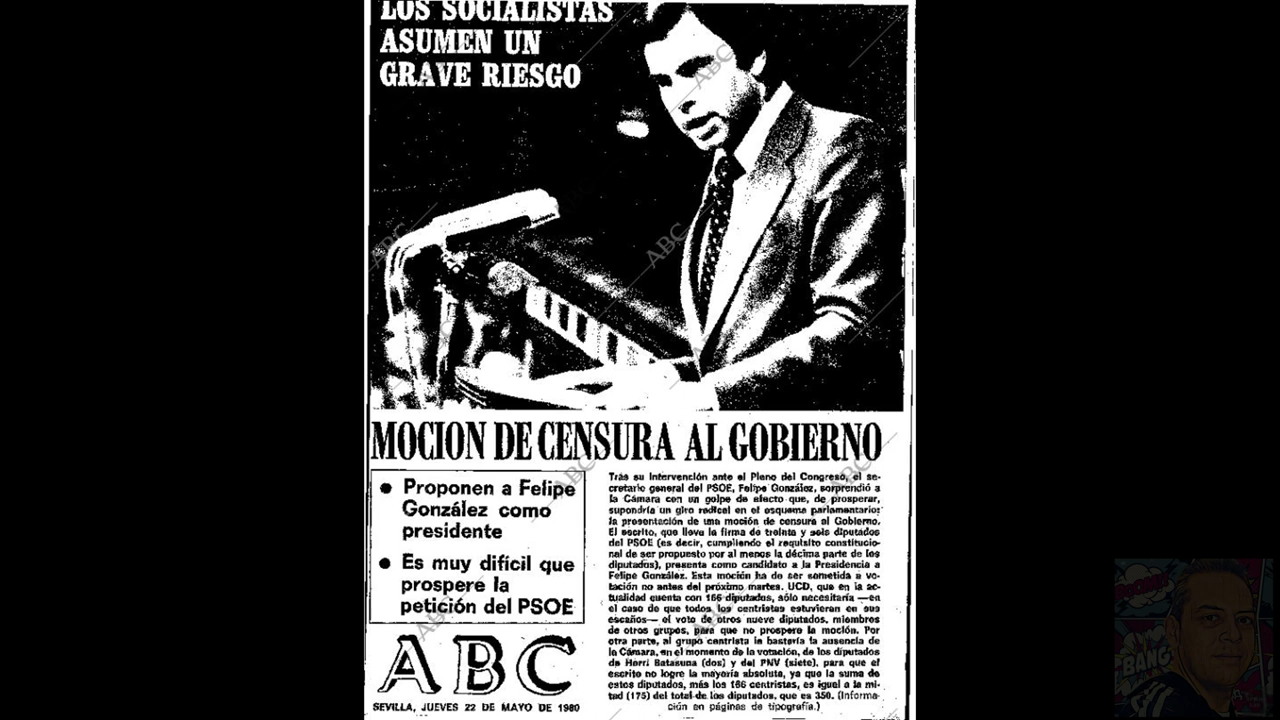 LOS SOCIALISTAS
ASUMEN UN
GRAVE RIESGO
MOCION DE CENSURA AL GOBIERNO
● Proponen a Felipe
González como
presidente
● Es muy difícil que
prospere la
petición del PSOE
ABC
SEVILLA, JUEVES 22 DE MAYO DE 1980
Tras su intervención ante el Pleno del Congreso, el se-
cretario general del PSOE, Felipe González, sorprendió a
la Cámara con un golpe de efecto que, de prosperar,
supondría un giro radical en el esquema parlamentario:
la presentación de una moción de censura al Gobierno.
El escrito, que lleva la firma de treinta y seis diputados
del PSOE (es decir, cumpliendo el requisito constitucio-
nal de ser propuesto por al menos la décima parte de los
diputados), presenta como candidato a la Presidencia a
Felipe González. Esta moción ha de ser sometida a vo-
tación no antes del próximo martes. UCD, que en la ac-
tualidad cuenta con 166 diputados, sólo necesitaría —en
el caso de que todos los centristas estuvieran en sus
escaños— el voto de otros nueve diputados, miembros
de otros grupos, para que no prospere la moción. Por
otra parte, al grupo centrista le bastaría la ausencia de
la Cámara, en el momento de la votación, de los diputados
de Herri Batasuna (dos) y del PNV (siete), para que el
escrito no logre la mayoría absoluta, ya que la suma de
estos diputados, más los 166 centristas, es igual a la mi-
tad (175) del total de los diputados, que es 350. (Informa-
ción en páginas de tipografía.)
ABC
ABC
ABC
ABC
ABC
BANG